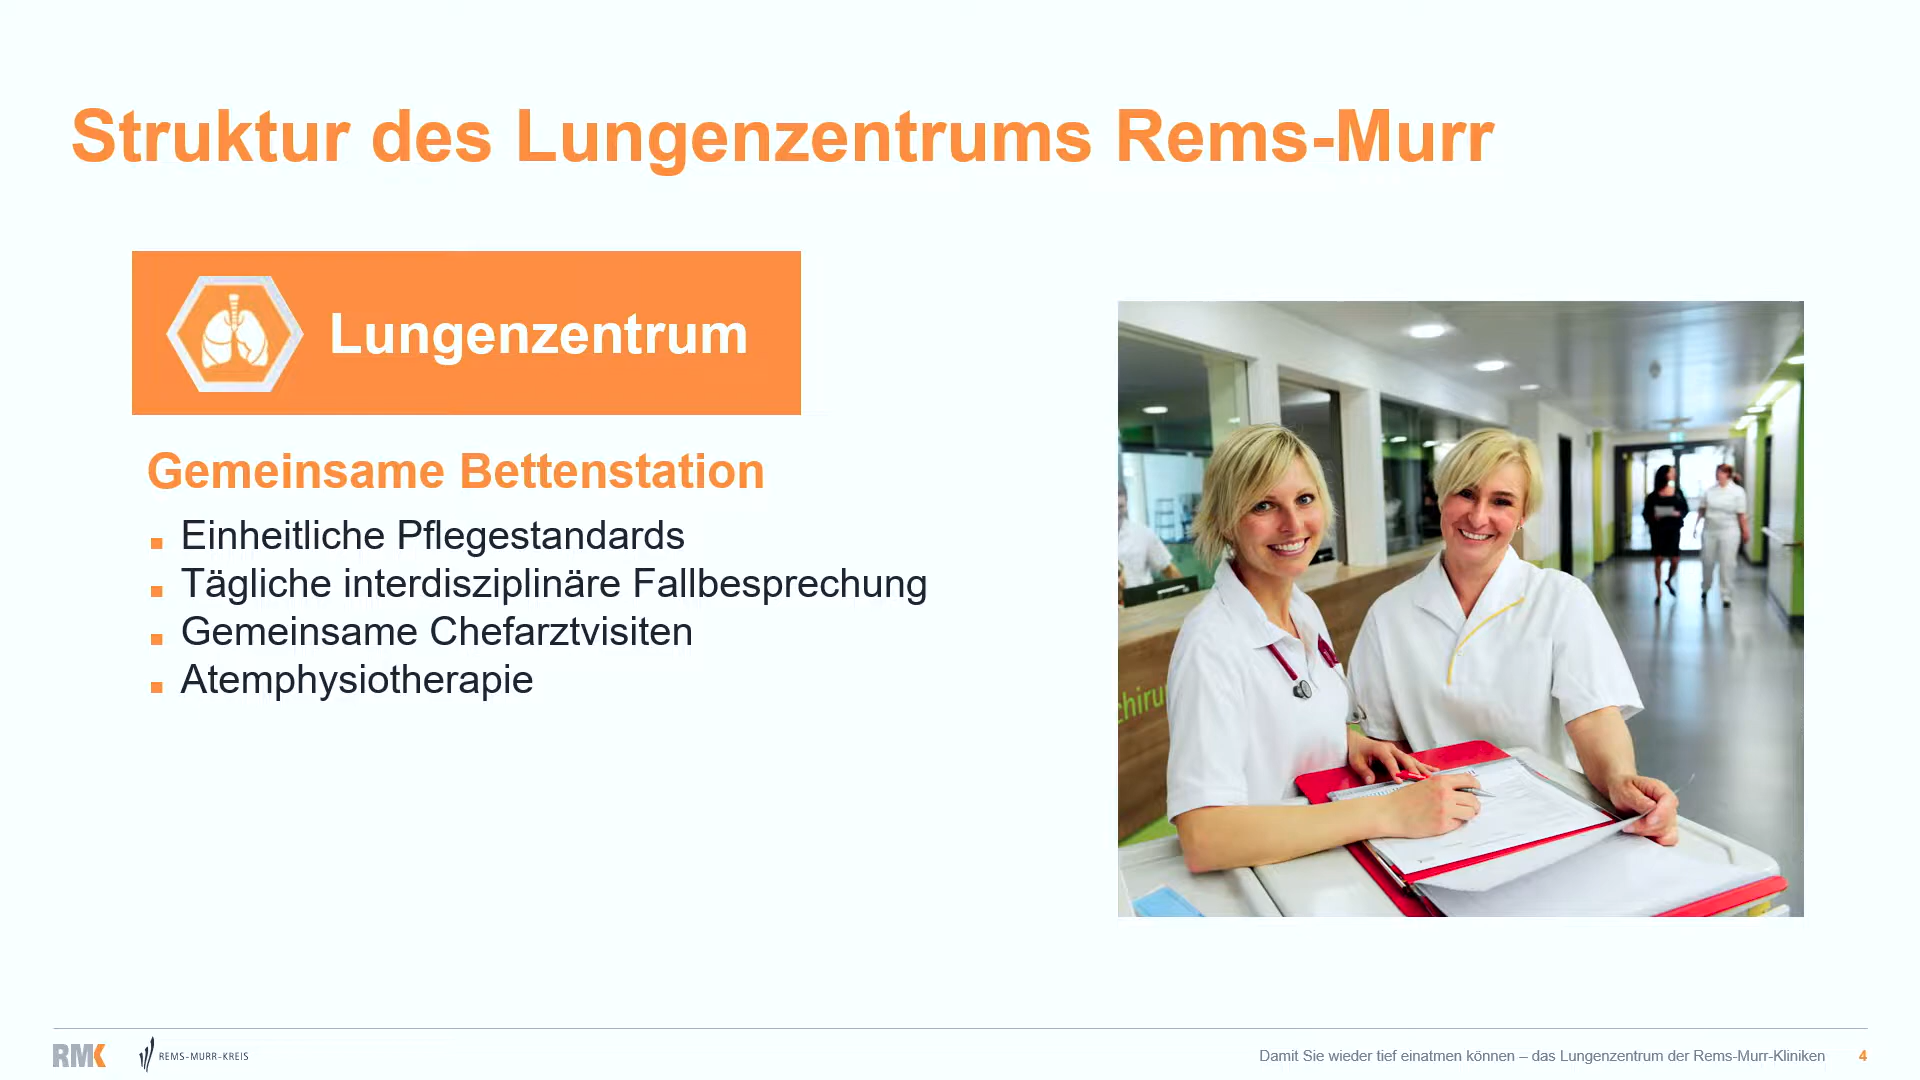 Struktur des Lungenzentrums Rems-Murr
Lungenzentrum
Gemeinsame Bettenstation
Einheitliche Pflegestandards
Tägliche interdisziplinäre Fallbesprechung
Gemeinsame Chefarztvisiten
Atemphysiotherapie
chiru
RMK
REMS-MURR-KREIS
Damit Sie wieder tief einatmen können – das Lungenzentrum der Rems-Murr-Kliniken
4